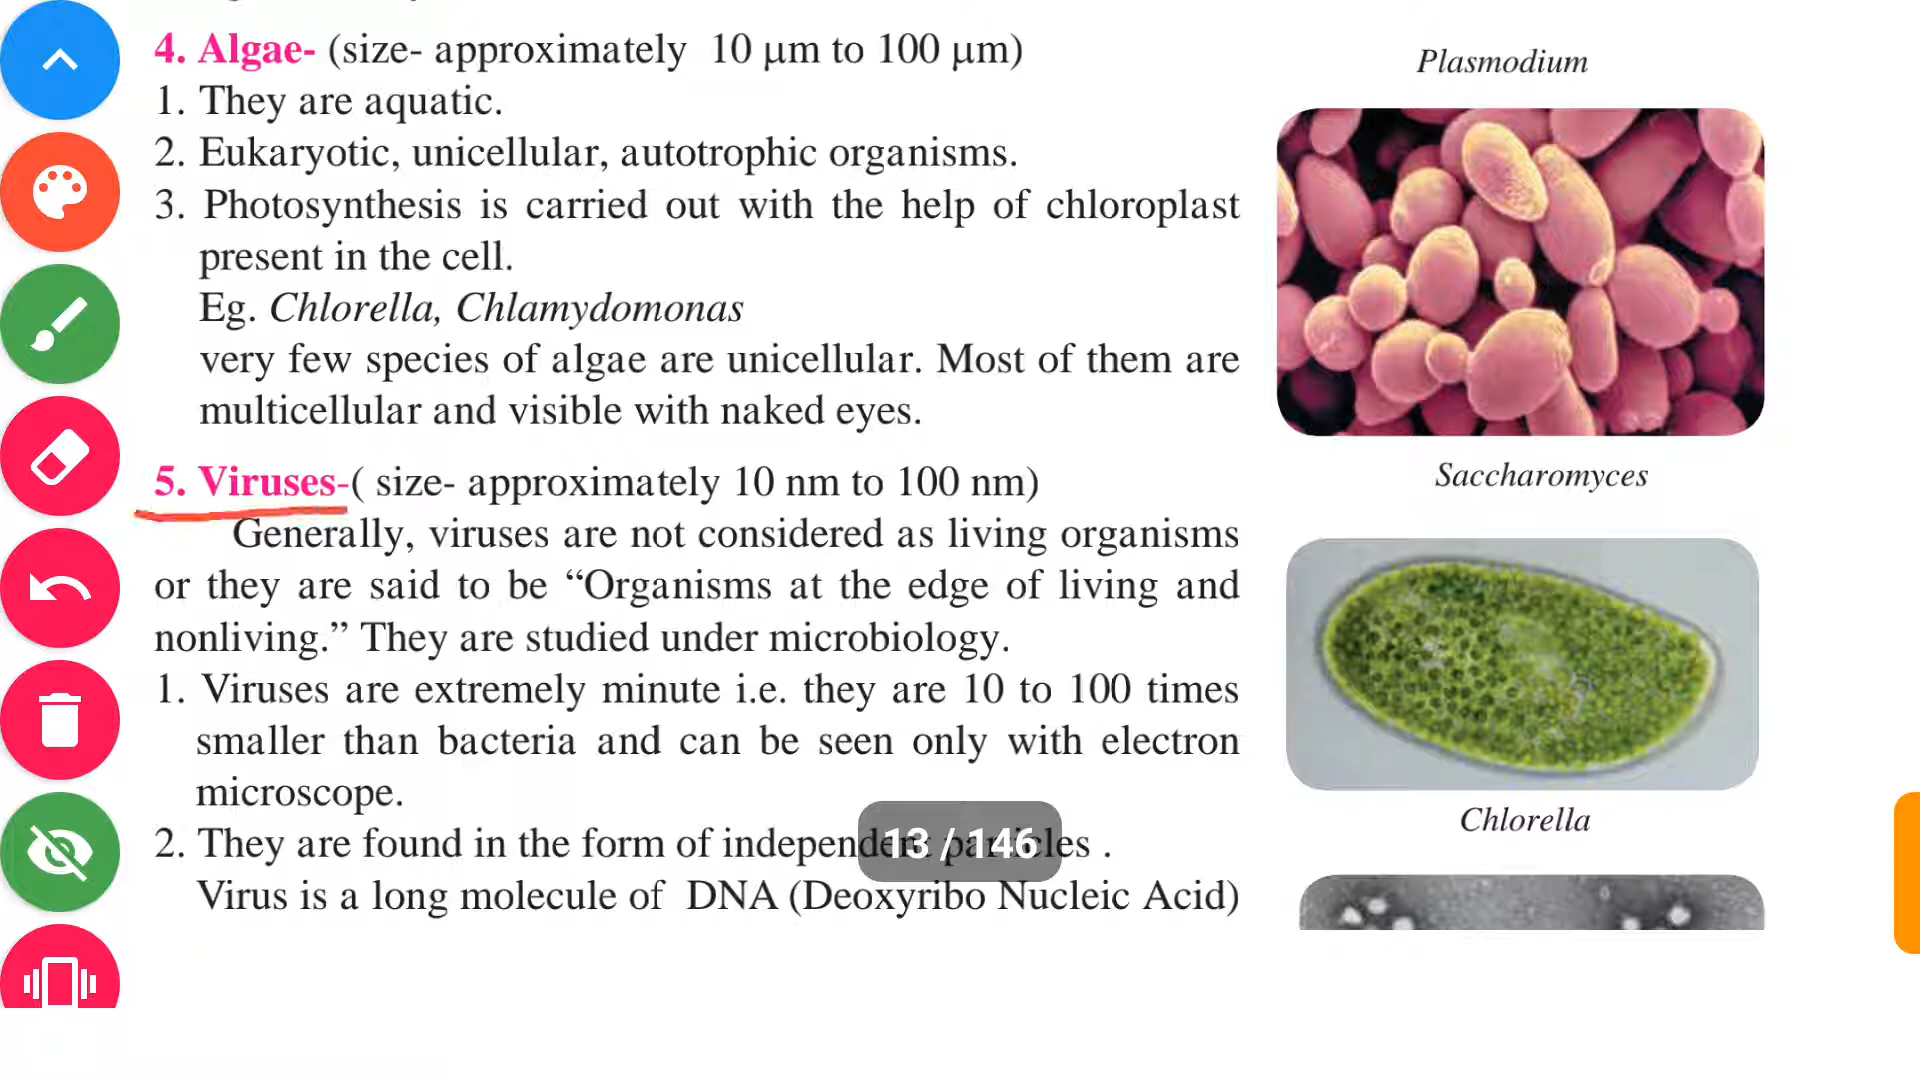 4. Algae- (size- approximately 10 μm to 100 μm)
1. They are aquatic.
2. Eukaryotic, unicellular, autotrophic organisms.
3. Photosynthesis is carried out with the help of chloroplast
present in the cell.
Eg. Chlorella, Chlamydomonas
very few species of algae are unicellular. Most of them are
multicellular and visible with naked eyes.
5. Viruses-( size- approximately 10 nm to 100 nm)
Generally, viruses are not considered as living organisms
or they are said to be “Organisms at the edge of living and
nonliving.” They are studied under microbiology.
1. Viruses are extremely minute i.e. they are 10 to 100 times
smaller than bacteria and can be seen only with electron
microscope.
2. They are found in the form of independent particles .
Virus is a long molecule of DNA (Deoxyribo Nucleic Acid)
13 / 146
Plasmodium
Saccharomyces
Chlorella